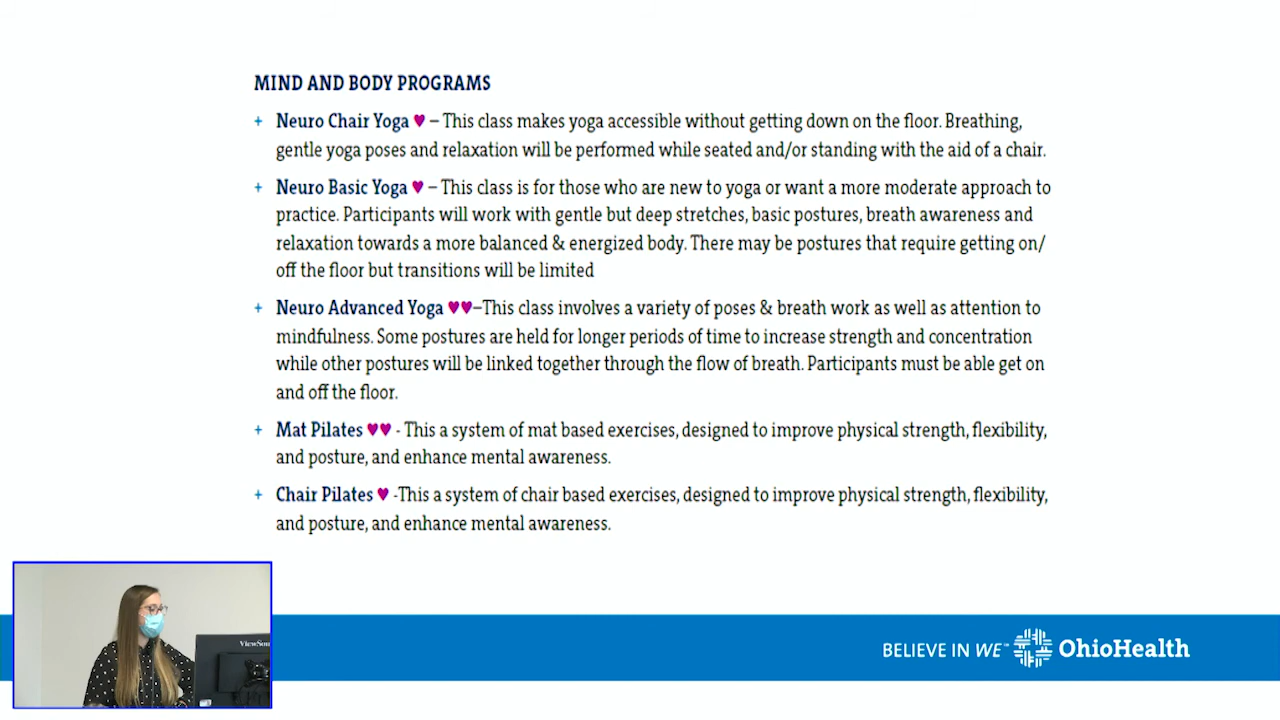 MIND AND BODY PROGRAMS
+ Neuro Chair Yoga ♥ – This class makes yoga accessible without getting down on the floor. Breathing,
gentle yoga poses and relaxation will be performed while seated and/or standing with the aid of a chair.
+ Neuro Basic Yoga ♥ – This class is for those who are new to yoga or want a more moderate approach to
practice. Participants will work with gentle but deep stretches, basic postures, breath awareness and
relaxation towards a more balanced & energized body. There may be postures that require getting on/
off the floor but transitions will be limited
+ Neuro Advanced Yoga ♥♥–This class involves a variety of poses & breath work as well as attention to
mindfulness. Some postures are held for longer periods of time to increase strength and concentration
while other postures will be linked together through the flow of breath. Participants must be able get on
and off the floor.
+ Mat Pilates ♥♥ - This a system of mat based exercises, designed to improve physical strength, flexibility,
and posture, and enhance mental awareness.
+ Chair Pilates ♥ -This a system of chair based exercises, designed to improve physical strength, flexibility,
and posture, and enhance mental awareness.
BELIEVE IN WE™ OhioHealth